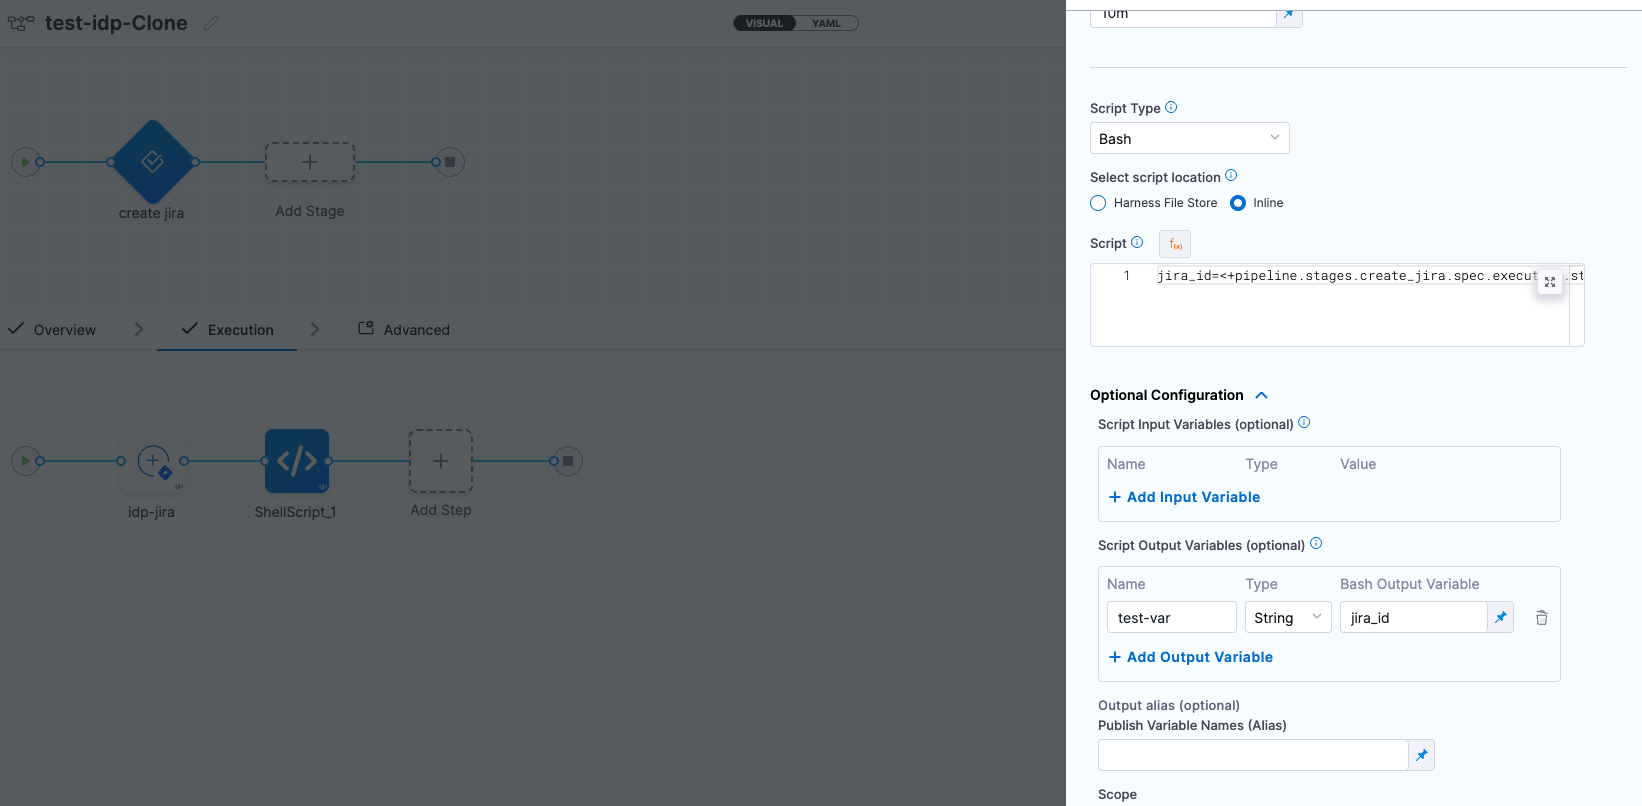 test-idp-Clone
VISUAL YAML
create jira
Add Stage
Overview
Execution
Advanced
idp-jira
ShellScript_1
Add Step
10m
Script Type
Bash
Select script location
Harness File Store Inline
Script f(x)
1 jira_id=<+pipeline.stages.create_jira.spec.execut st
Optional Configuration
Script Input Variables (optional)
Name Type Value
+ Add Input Variable
Script Output Variables (optional)
Name Type Bash Output Variable
test-var String jira_id
+ Add Output Variable
Output alias (optional)
Publish Variable Names (Alias)
Scope